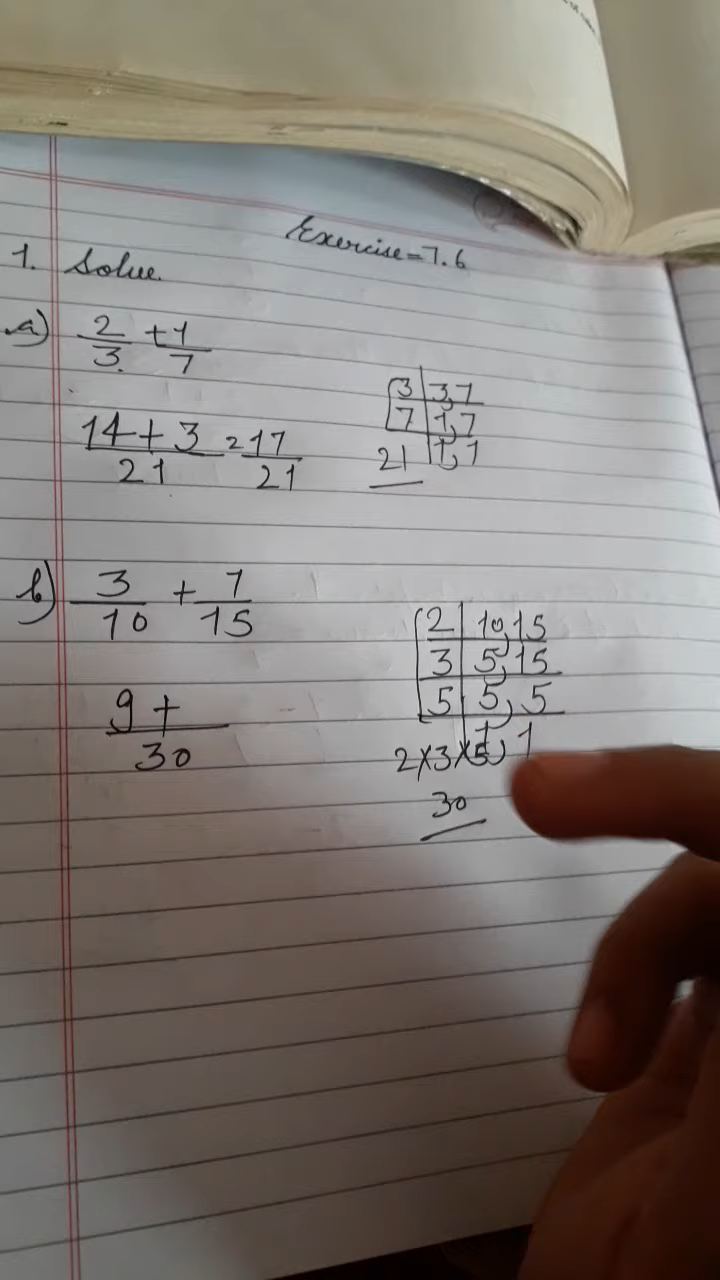 Exercise=7.6
1. Solve.
a) 2/3 + 1/7
14+3/21 = 17/21
3 | 3,7
7 | 1,7
21 | 1,1
b) 3/10 + 7/15
9 + /30
2 | 10,15
3 | 5,15
5 | 5,5
1,1
2×3×5
30